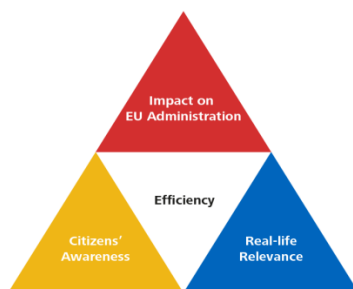 Impact on
EU Administration
Efficiency
Citizens’
Awareness
Real-life
Relevance